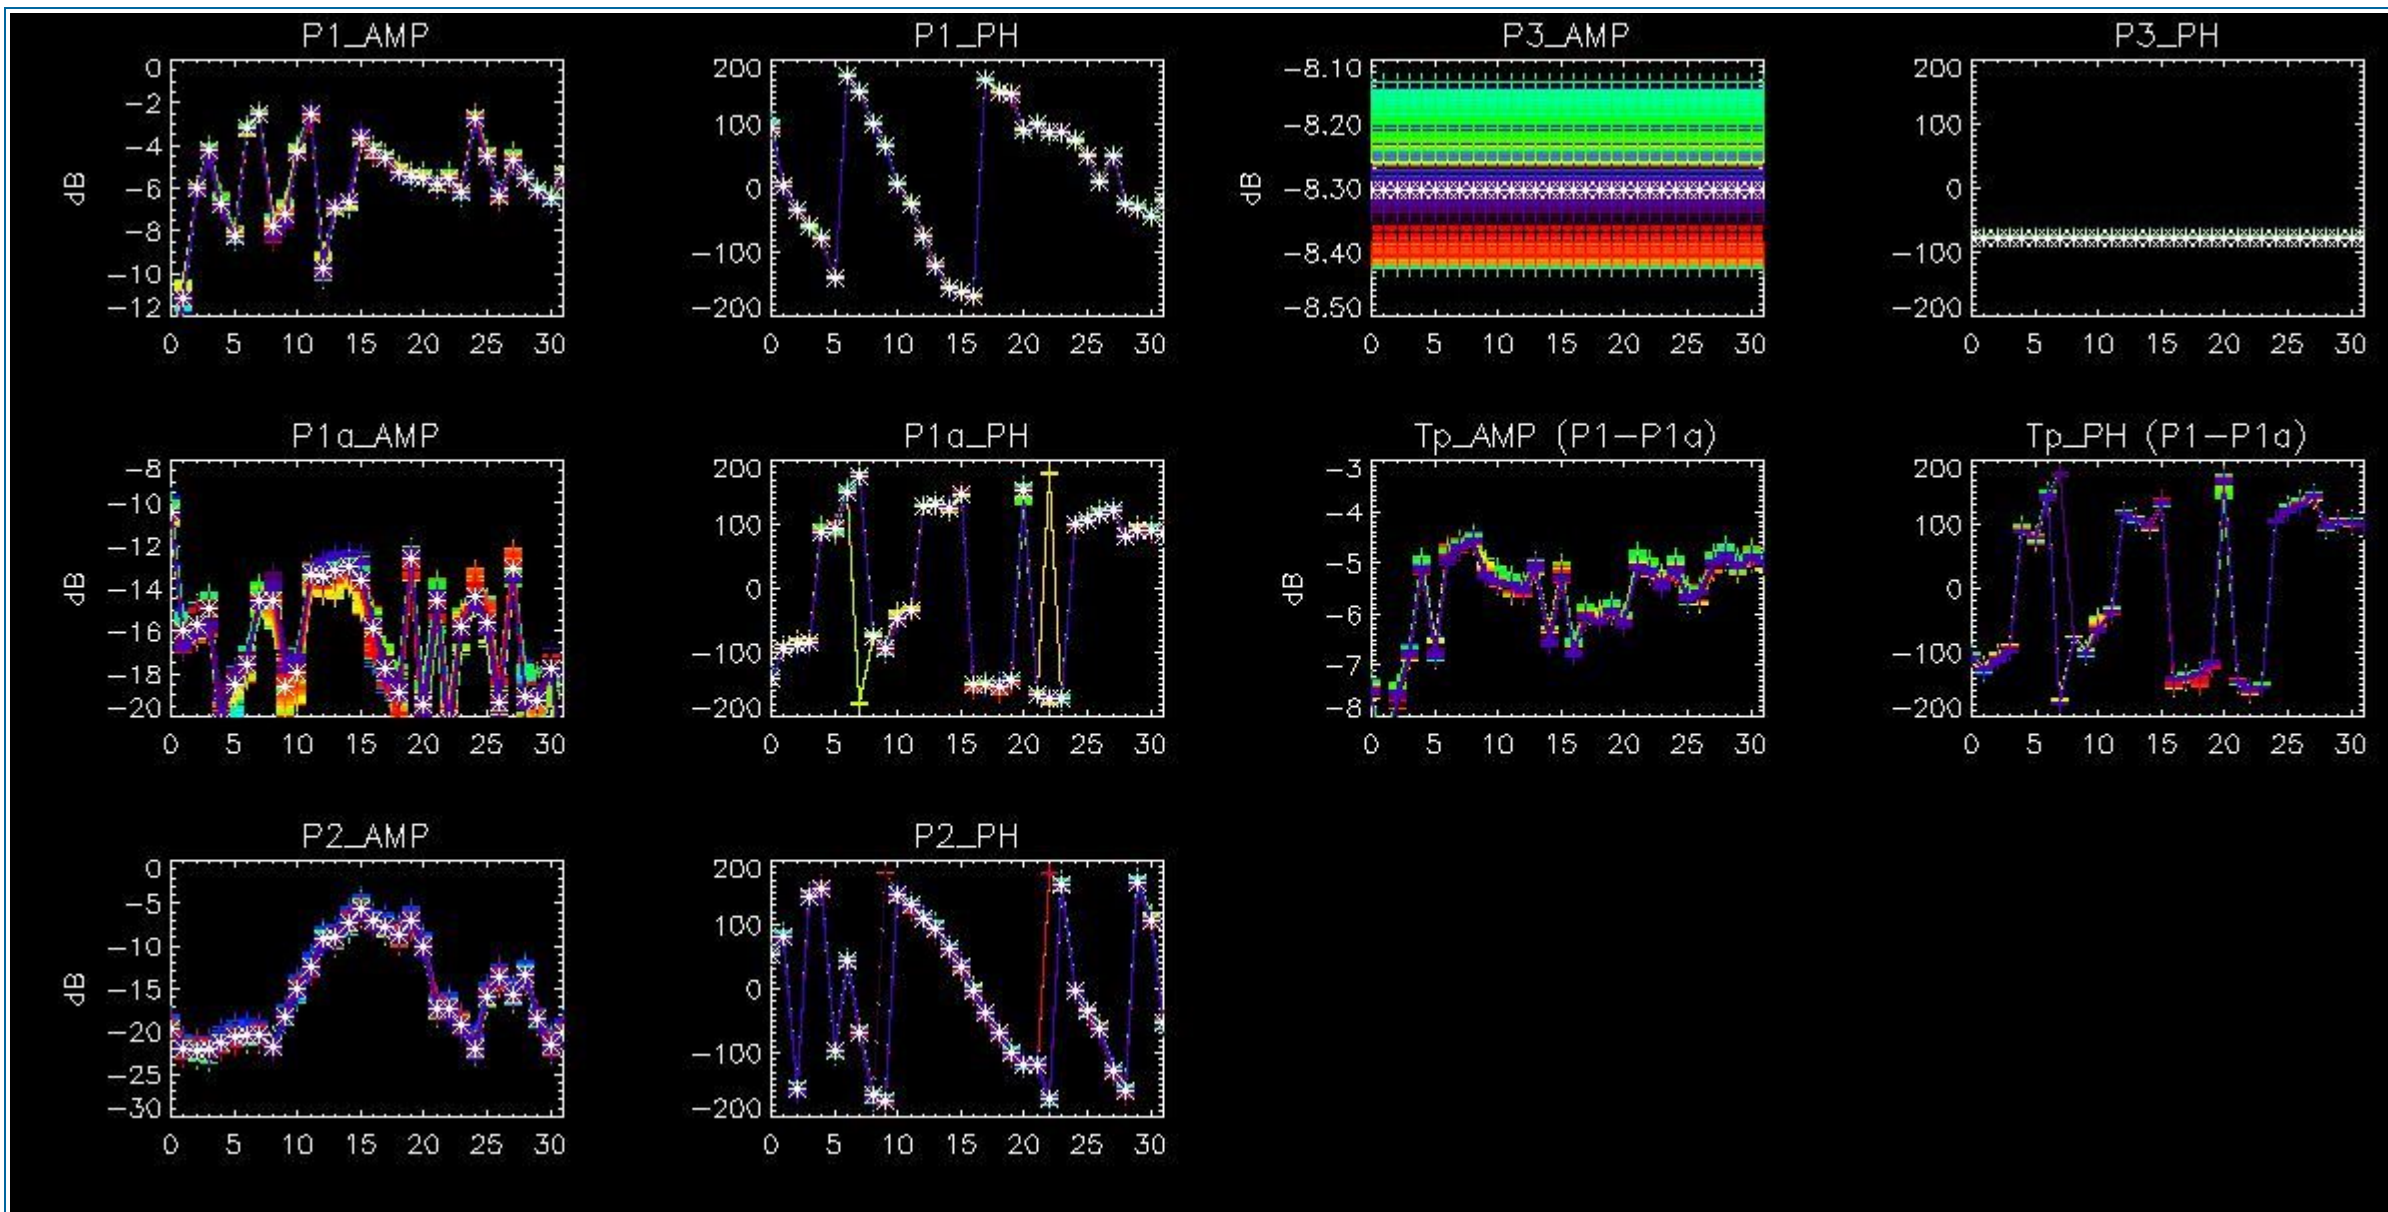 P1_AMP P1_PH P3_AMP P3_PH
0 200 −8.10 200
−2
100 −8.20 100
−4
dB −6 0 dB −8.30 0
−8
−100 −8.40 −100
−10
−12 −200 −8.50 −200
0 5 10 15 20 25 30 0 5 10 15 20 25 30 0 5 10 15 20 25 30 0 5 10 15 20 25 30
P1a_AMP P1a_PH Tp_AMP (P1−P1a) Tp_PH (P1−P1a)
−8 200 −3 200
−10
100 −4 100
−12
dB −14 0 dB −5 0
−6
−16
−100 −7 −100
−18
−20 −200 −8 −200
0 5 10 15 20 25 30 0 5 10 15 20 25 30 0 5 10 15 20 25 30 0 5 10 15 20 25 30
P2_AMP P2_PH
0 200
−5
100
−10
dB −15 0
−20
−100
−25
−30 −200
0 5 10 15 20 25 30 0 5 10 15 20 25 30